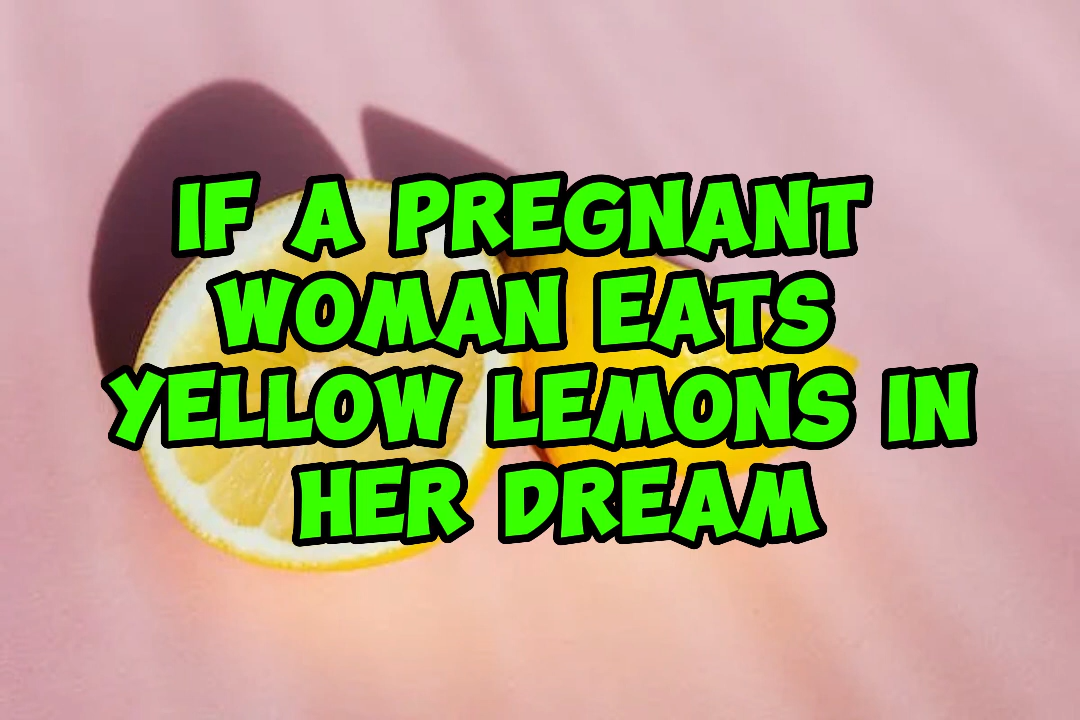 IF A PREGNANT
WOMAN EATS
YELLOW LEMONS IN
HER DREAM